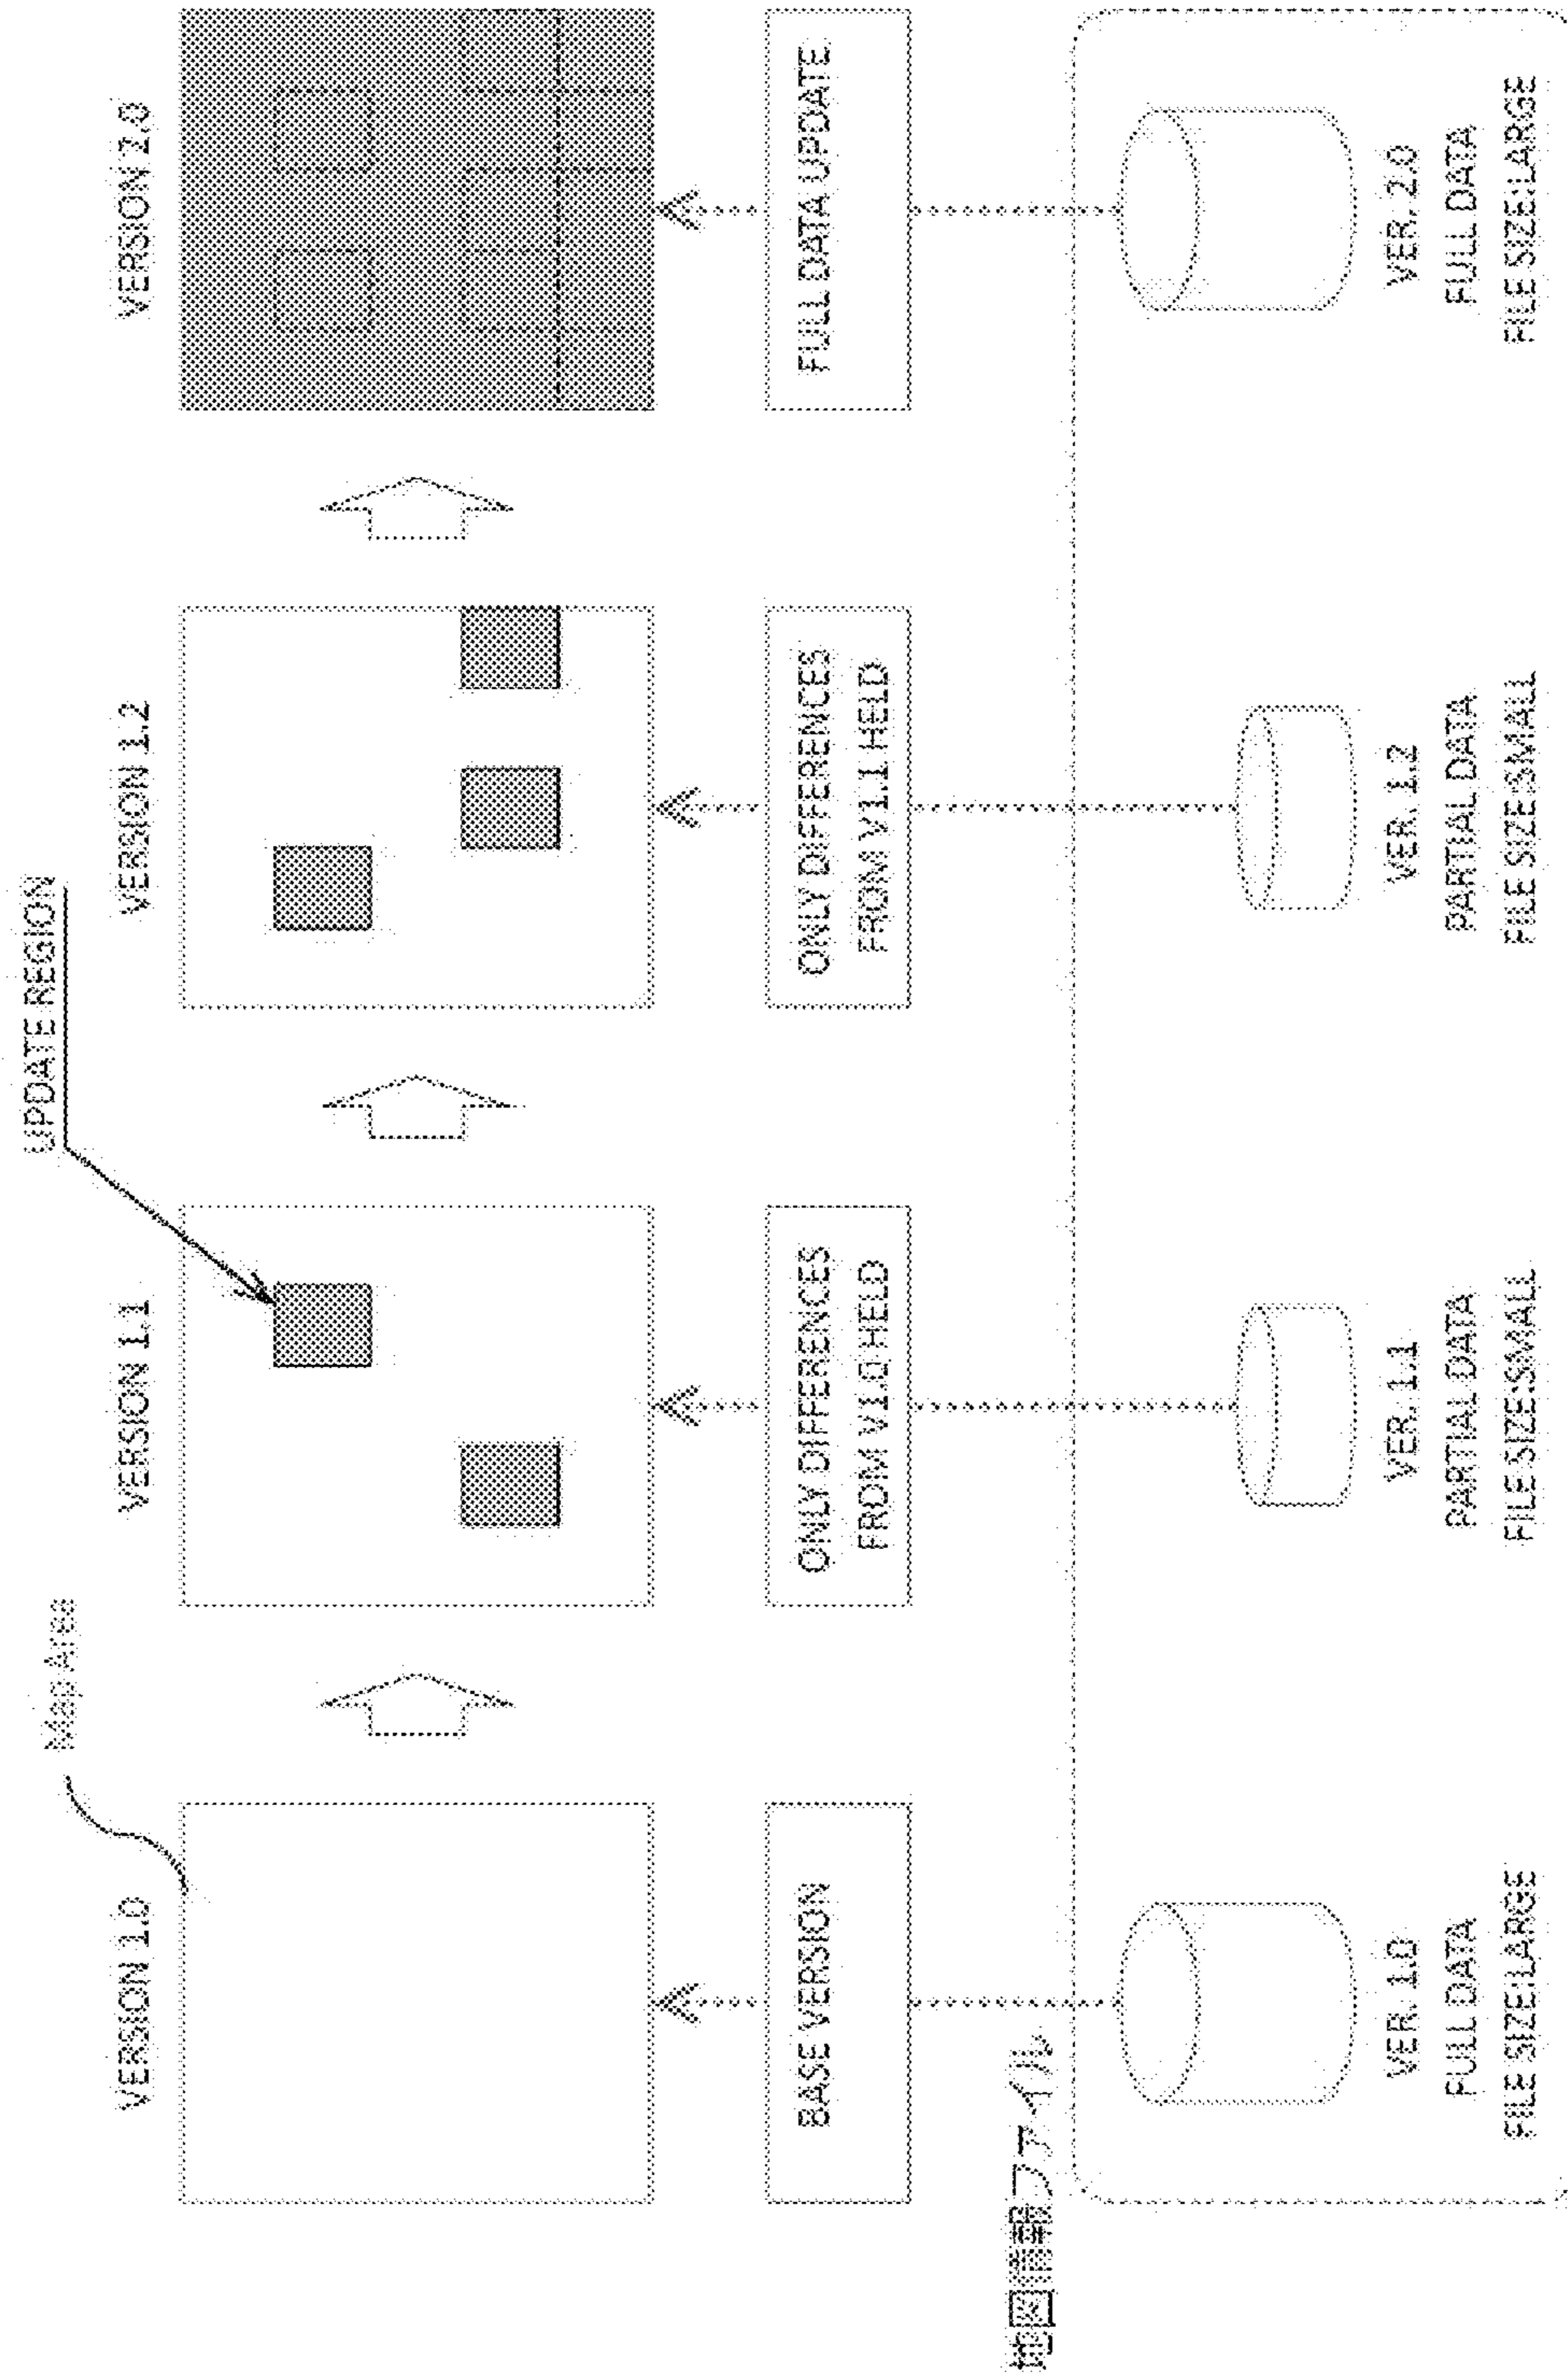 Map Area
UPDATE REGION
VERSION 1.0
VERSION 1.1
VERSION 1.2
VERSION 2.0
BASE VERSION
ONLY DIFFERENCES
FROM V1.0 HELD
ONLY DIFFERENCES
FROM V1.1 HELD
FULL DATA UPDATE
地図情報ファイル
VER. 1.0
FULL DATA
FILE SIZE:LARGE
VER. 1.1
PARTIAL DATA
FILE SIZE:SMALL
VER. 1.2
PARTIAL DATA
FILE SIZE:SMALL
VER. 2.0
FULL DATA
FILE SIZE:LARGE